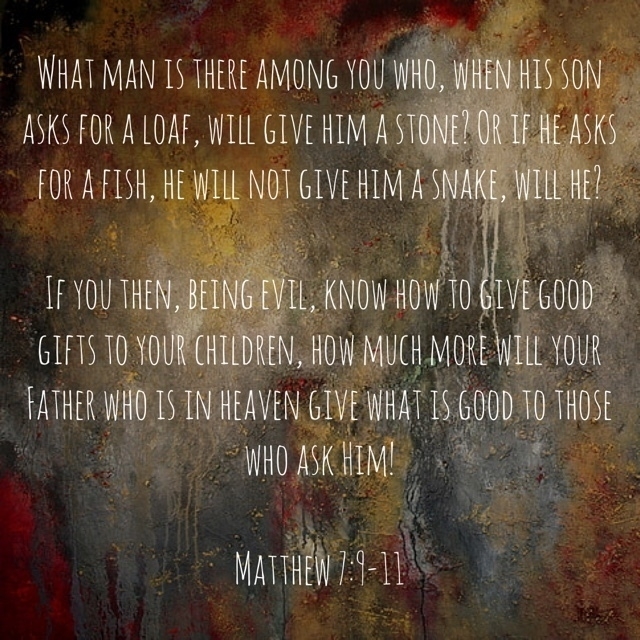 What man is there among you who, when his son
asks for a loaf, will give him a stone? Or if he asks
for a fish, he will not give him a snake, will he?
If you then, being evil, know how to give good
gifts to your children, how much more will your
Father who is in heaven give what is good to those
who ask Him!
Matthew 7:9-11